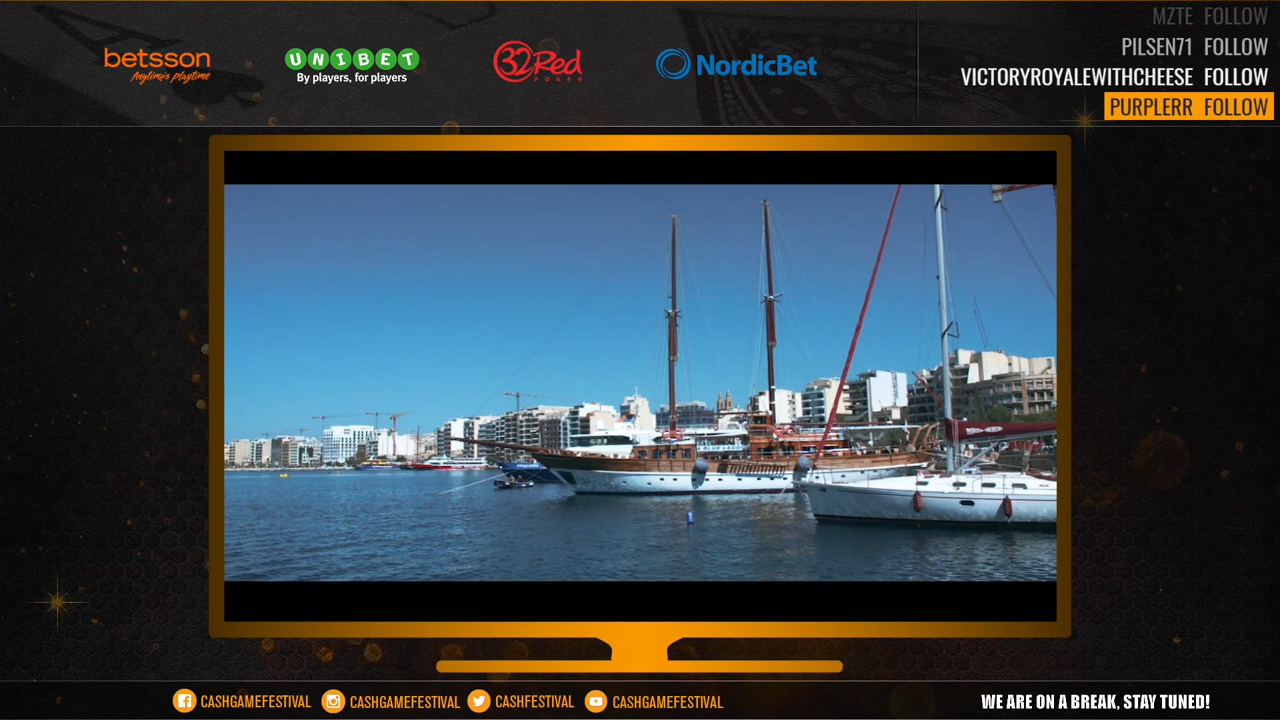 betsson
Anytime's playtime
UNIBET
By players, for players
32Red
POKER
NordicBet
MZTE FOLLOW
PILSEN71 FOLLOW
VICTORYROYALEWITHCHEESE FOLLOW
PURPLERR FOLLOW
CASHGAMEFESTIVAL
CASHGAMEFESTIVAL
CASHFESTIVAL
CASHGAMEFESTIVAL
WE ARE ON A BREAK, STAY TUNED!